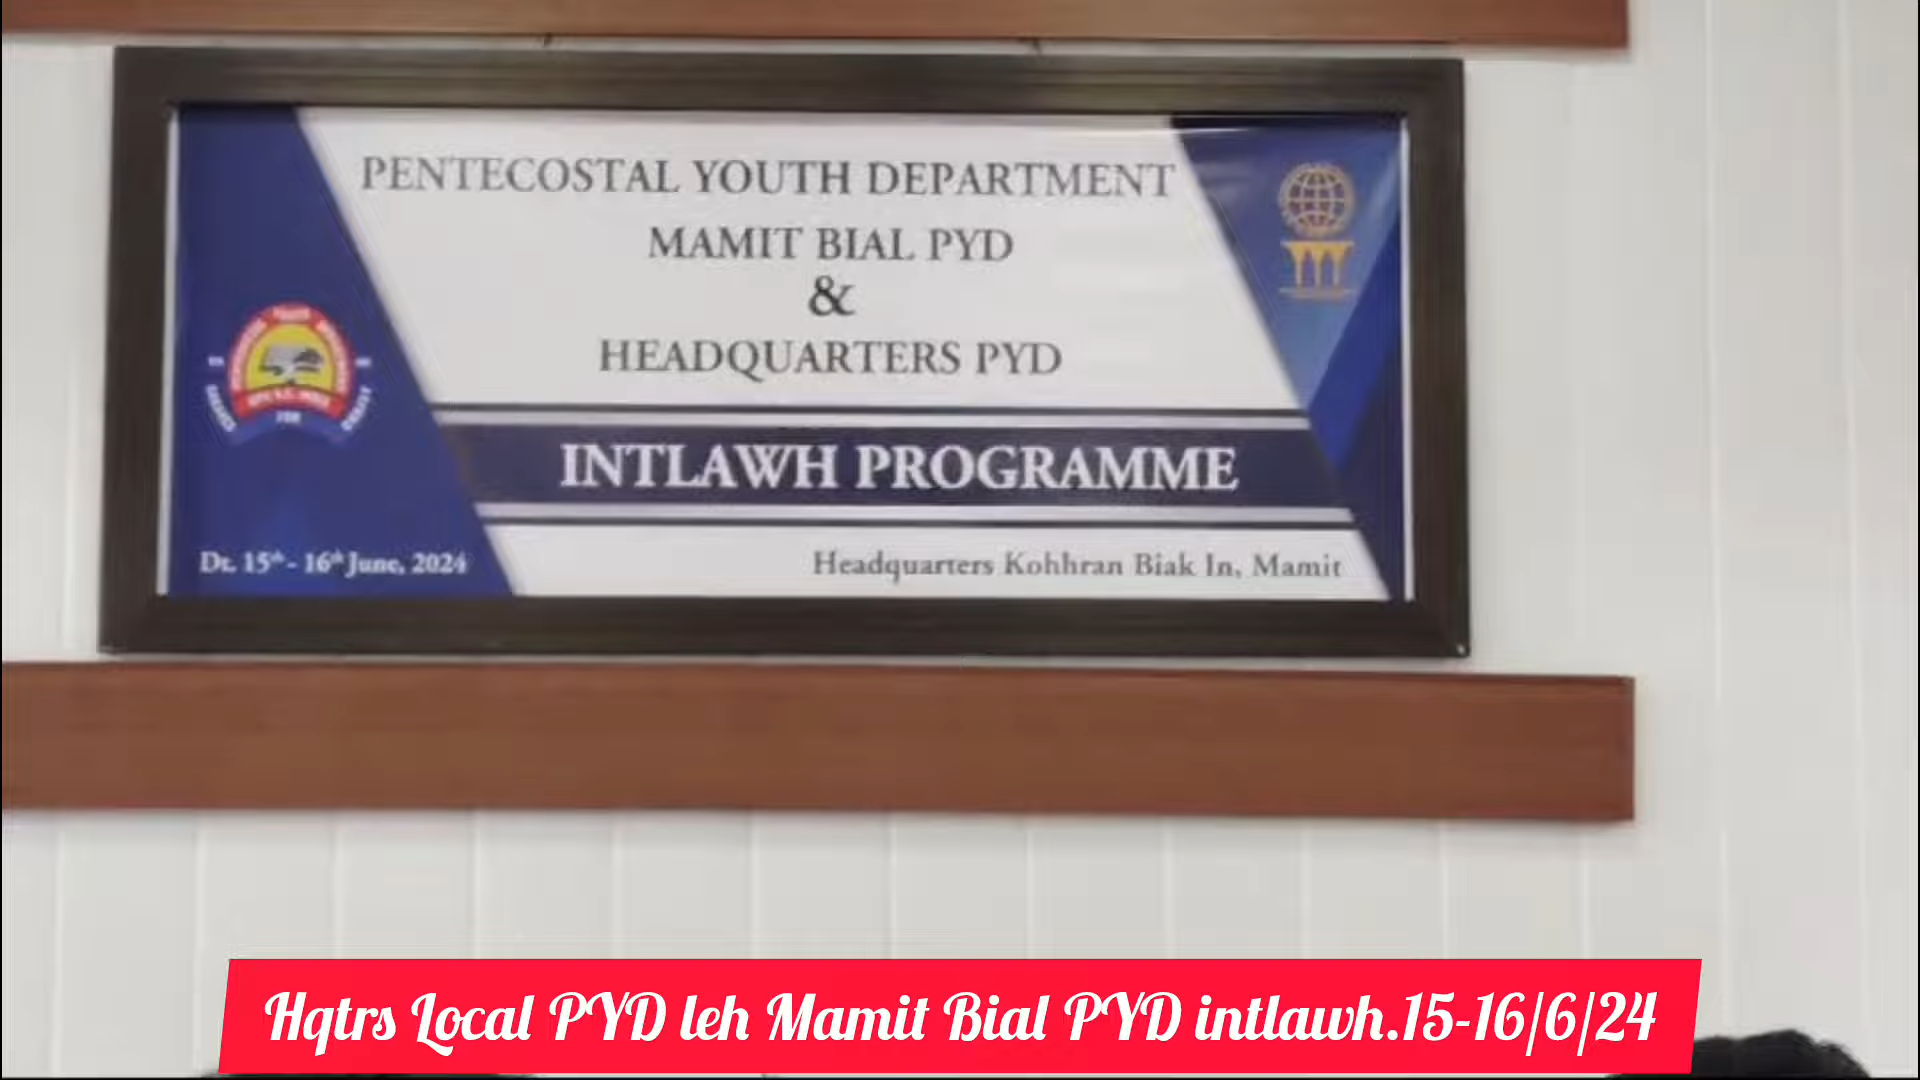 PENTECOSTAL YOUTH DEPARTMENT
MAMIT BIAL PYD
&
HEADQUARTERS PYD
INTLAWH PROGRAMME
Dt. 15th - 16th June, 2024
Headquarters Kohhran Biak In, Mamit
Hqtrs Local PYD leh Mamit Bial PYD intlawh.15-16/6/24